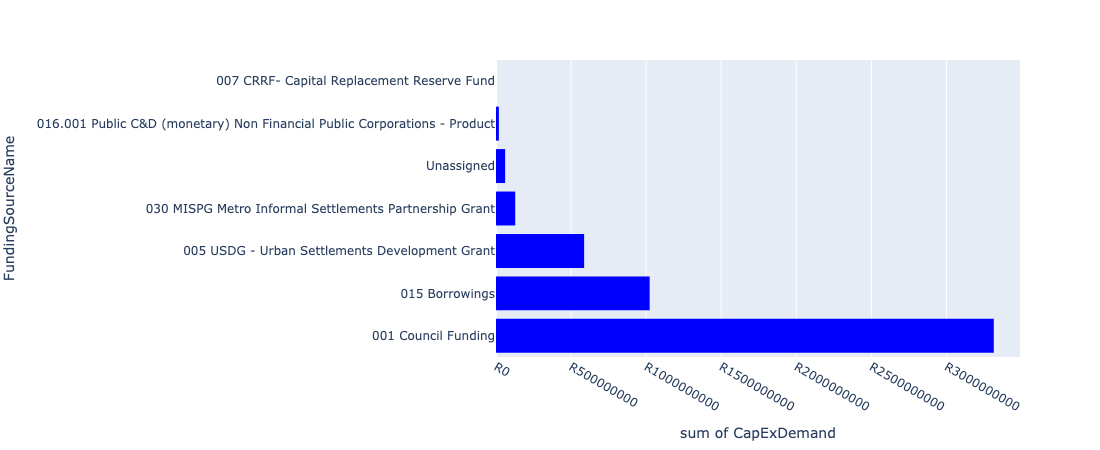 FundingSourceName
007 CRRF- Capital Replacement Reserve Fund
016.001 Public C&D (monetary) Non Financial Public Corporations - Product
Unassigned
030 MISPG Metro Informal Settlements Partnership Grant
005 USDG - Urban Settlements Development Grant
015 Borrowings
001 Council Funding
R0
R500000000
R1000000000
R1500000000
R2000000000
R2500000000
R3000000000
sum of CapExDemand